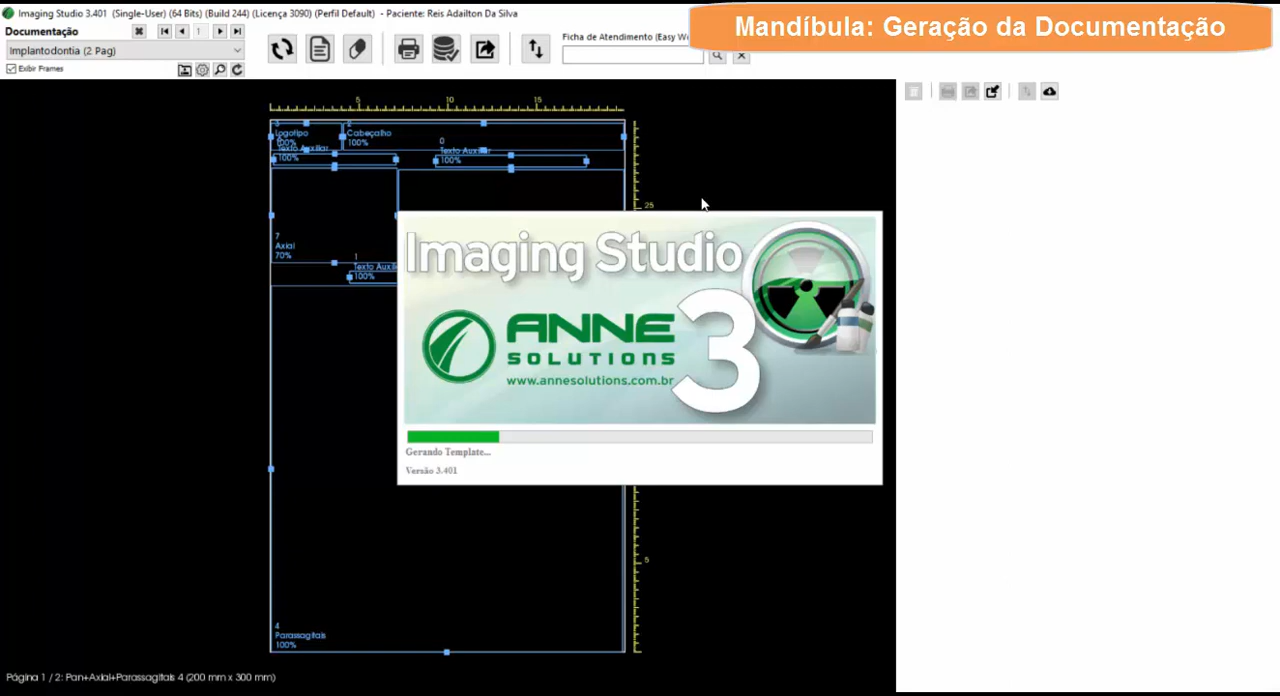 Imaging Studio 3.401 (Single-User) (64 Bits) (Build 244) (Licença 3090) (Perfil Default) - Paciente: Reis Adailton Da Silva
Mandíbula: Geração da Documentação
Documentação
1
Implantodontia (2 Pag)
Exibir Frames
Ficha de Atendimento (Easy W
5 10 15
Logotipo
100%
Cabeçalho
100%
Texto Auxiliar
100%
0
Texto Auxiliar
100%
25
7
Axial
70%
1
Texto Auxili
100%
Imaging Studio
3
ANNE
SOLUTIONS
www.annesolutions.com.br
Gerando Template...
Versão 3.401
5
4
Parassagitais
100%
Página 1 / 2: Pan+Axial+Parassagitais 4 (200 mm x 300 mm)